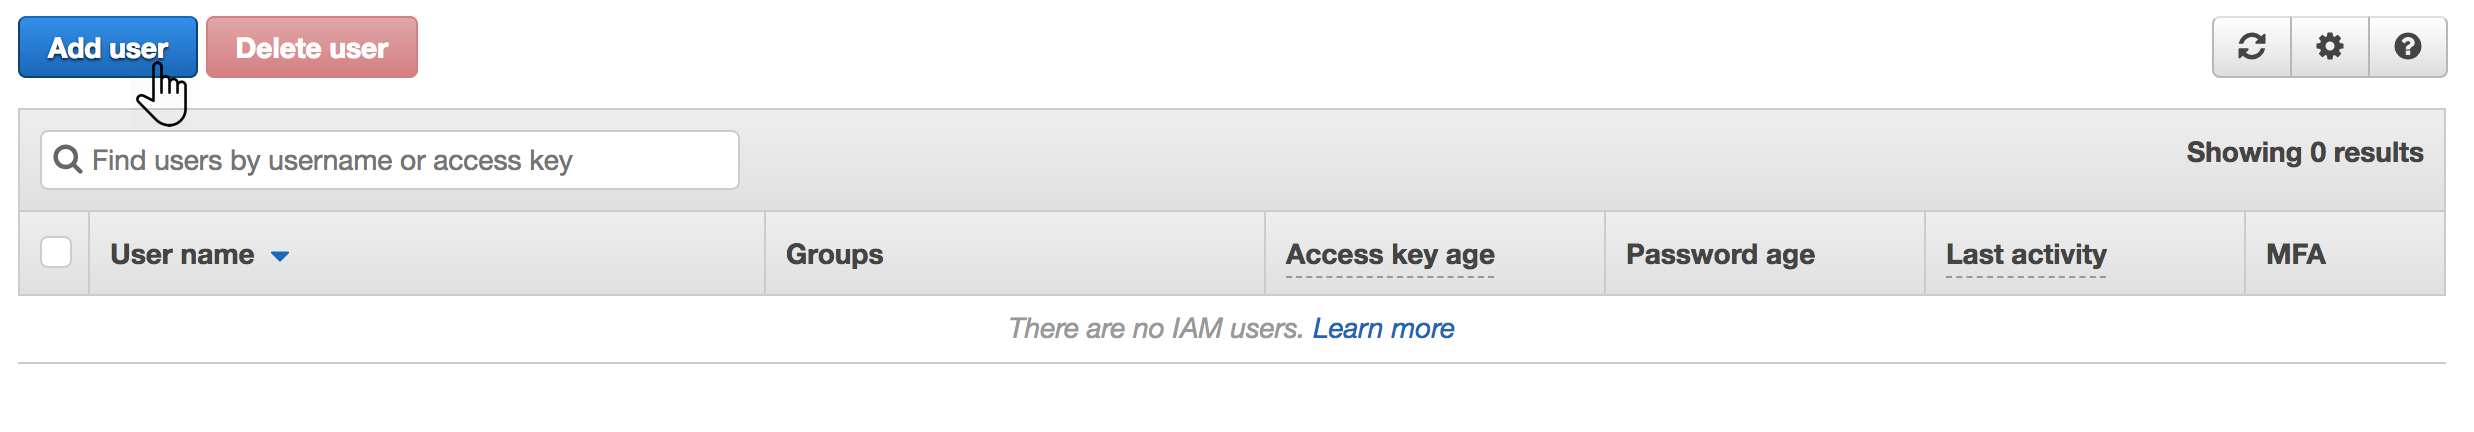 Add user
Delete user
Find users by username or access key
Showing 0 results
User name
Groups
Access key age
Password age
Last activity
MFA
There are no IAM users. Learn more